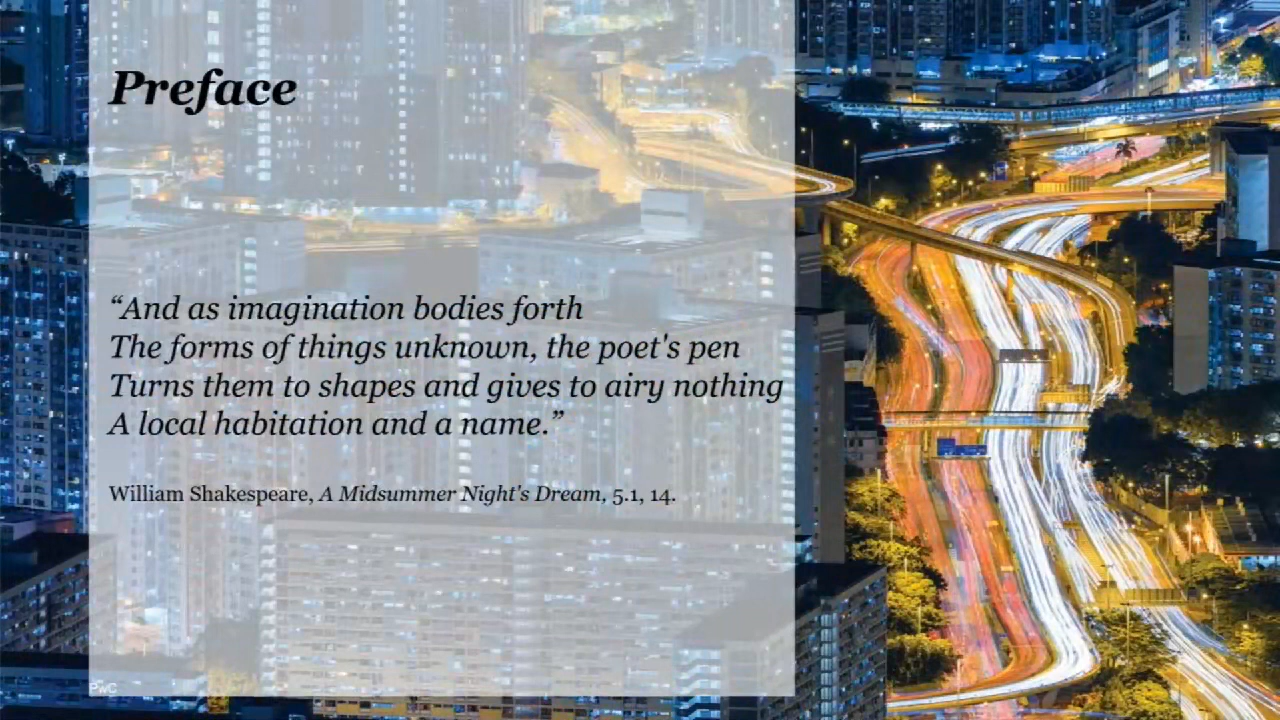 Preface
“And as imagination bodies forth
The forms of things unknown, the poet's pen
Turns them to shapes and gives to airy nothing
A local habitation and a name.”
William Shakespeare, A Midsummer Night's Dream, 5.1, 14.
PwC